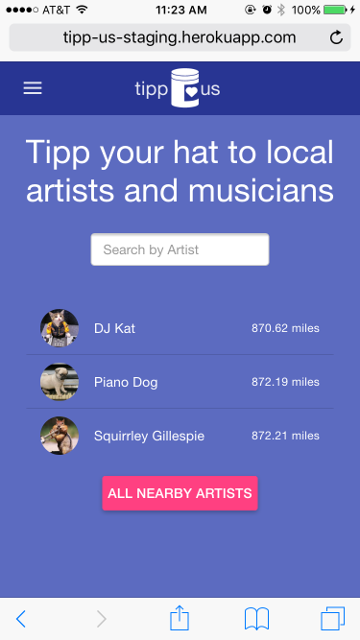 AT&T 11:23 AM 100%
tipp-us-staging.herokuapp.com
tipp us
Tipp your hat to local
artists and musicians
Search by Artist
DJ Kat 870.62 miles
Piano Dog 872.19 miles
Squirrley Gillespie 872.21 miles
ALL NEARBY ARTISTS